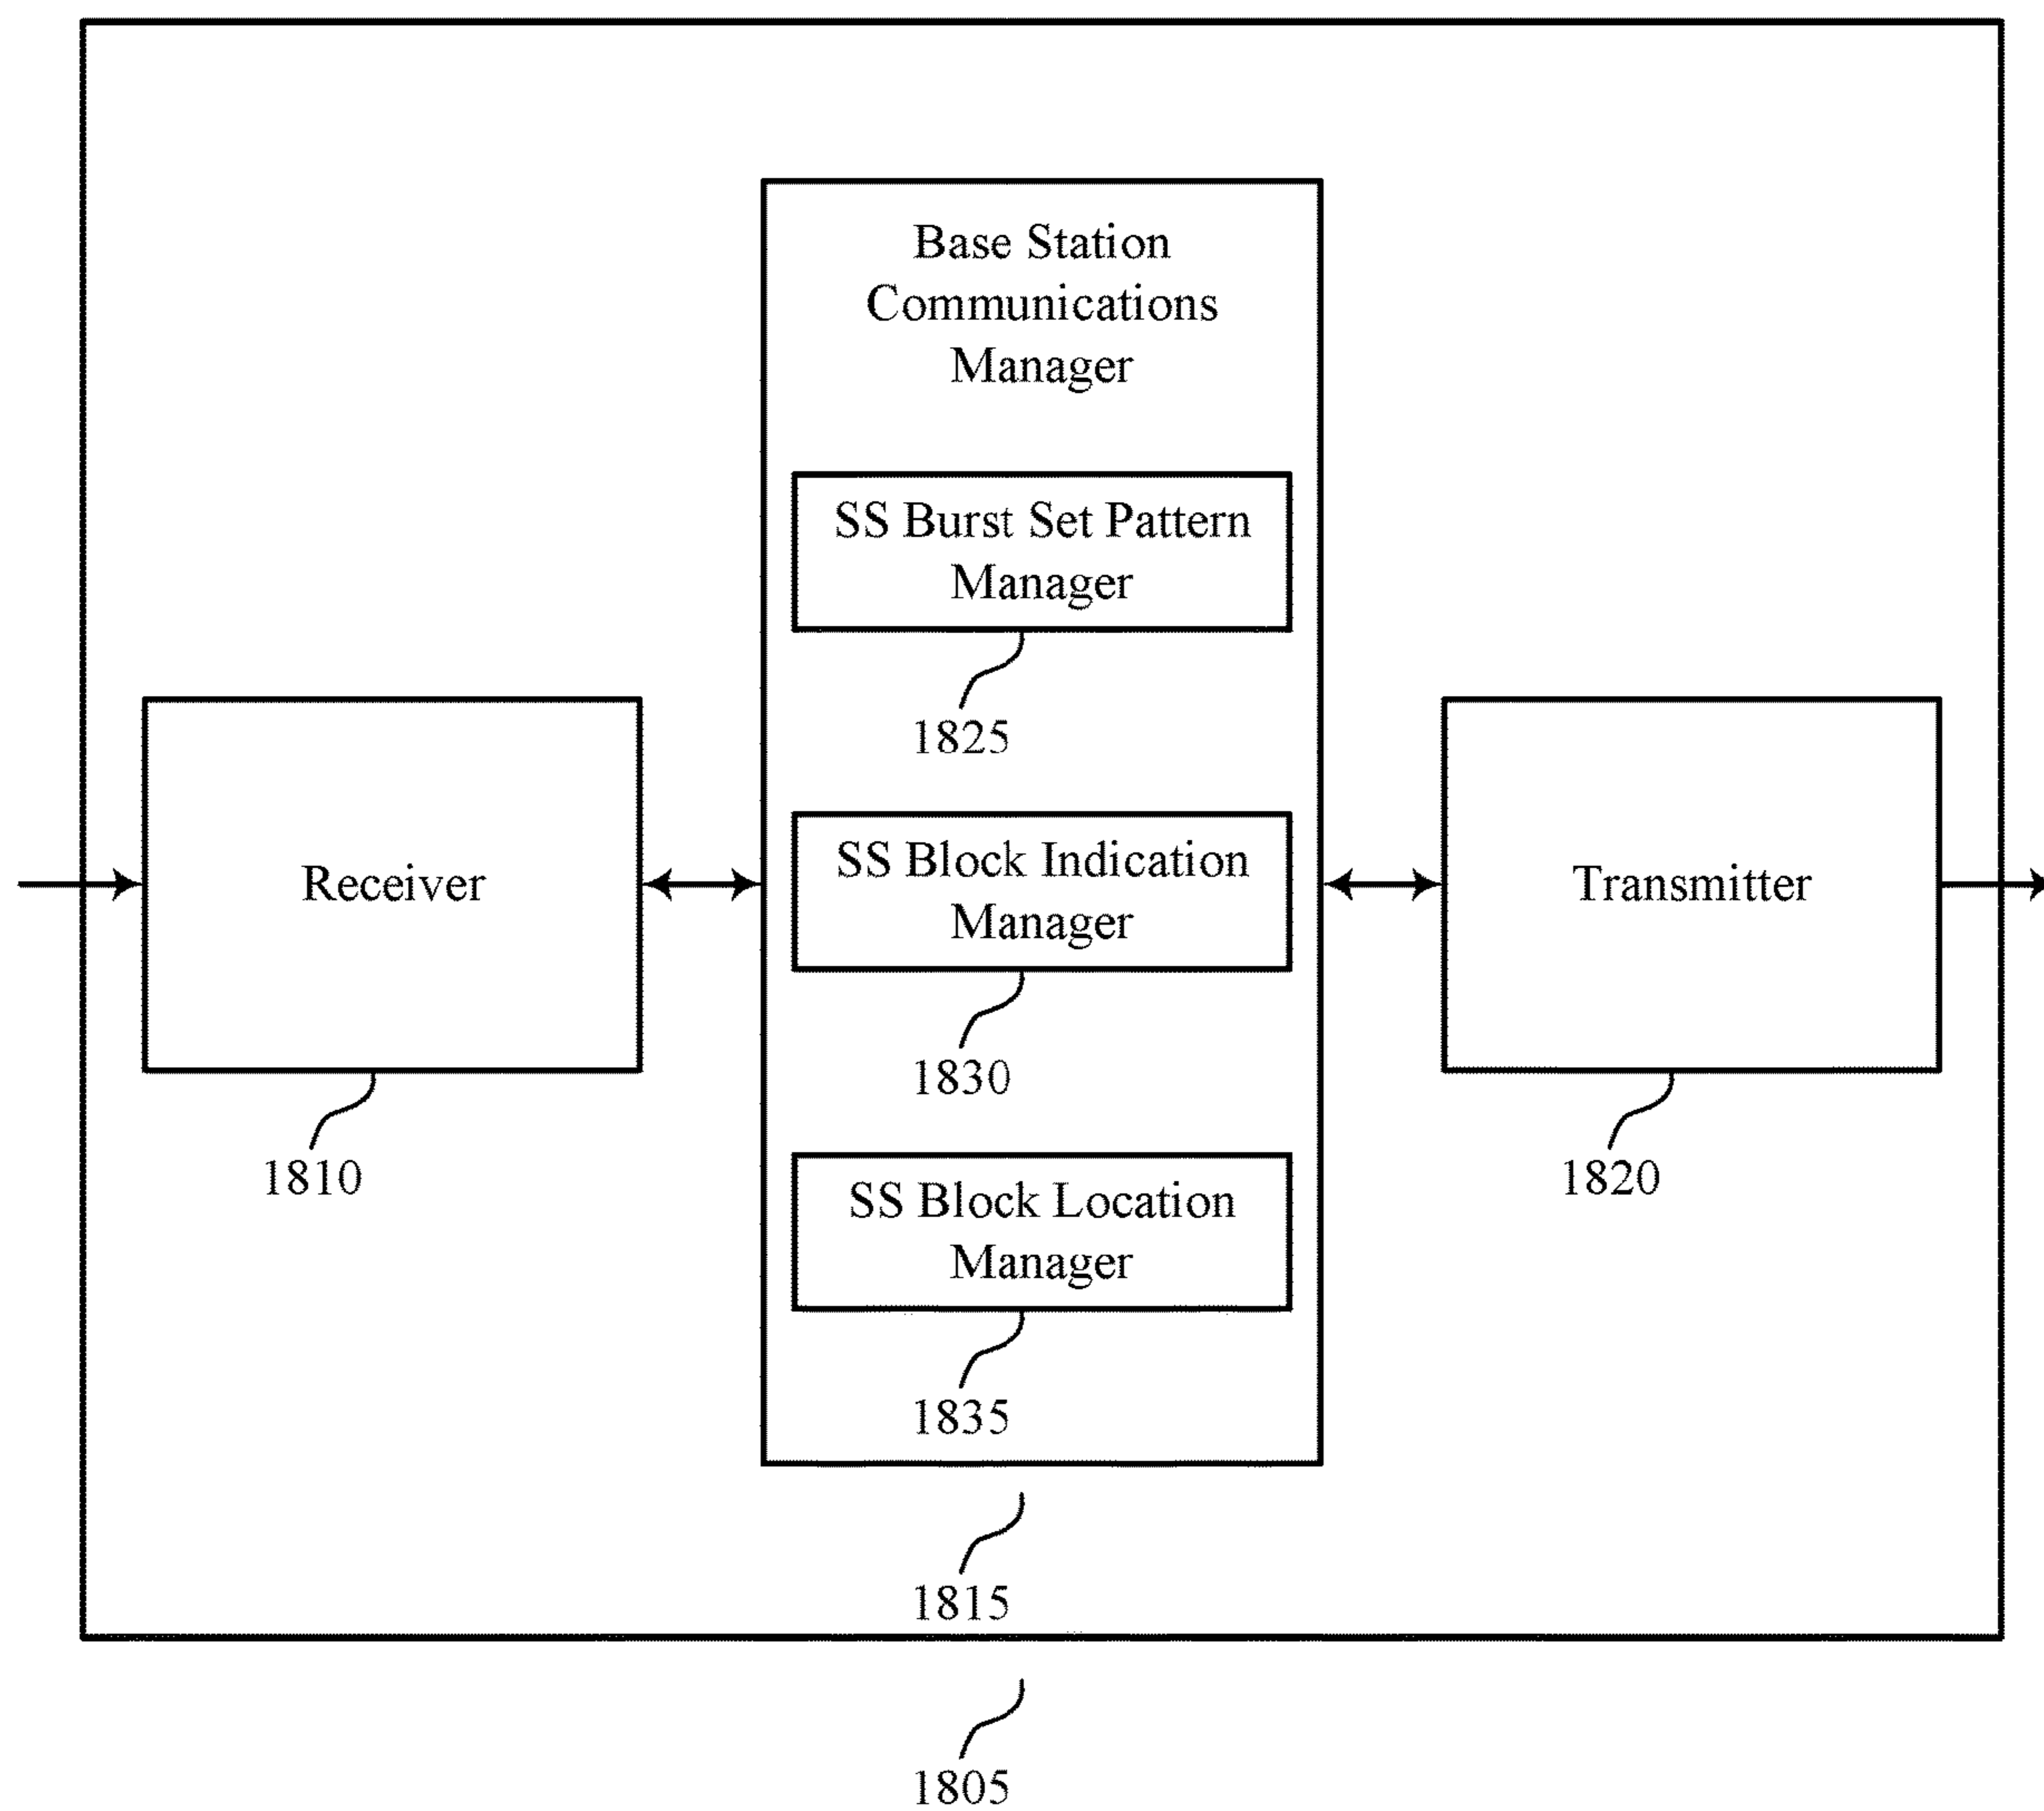 Base Station
Communications
Manager
SS Burst Set Pattern
Manager
1825
Receiver
1810
SS Block Indication
Manager
1830
Transmitter
1820
SS Block Location
Manager
1835
1815
1805